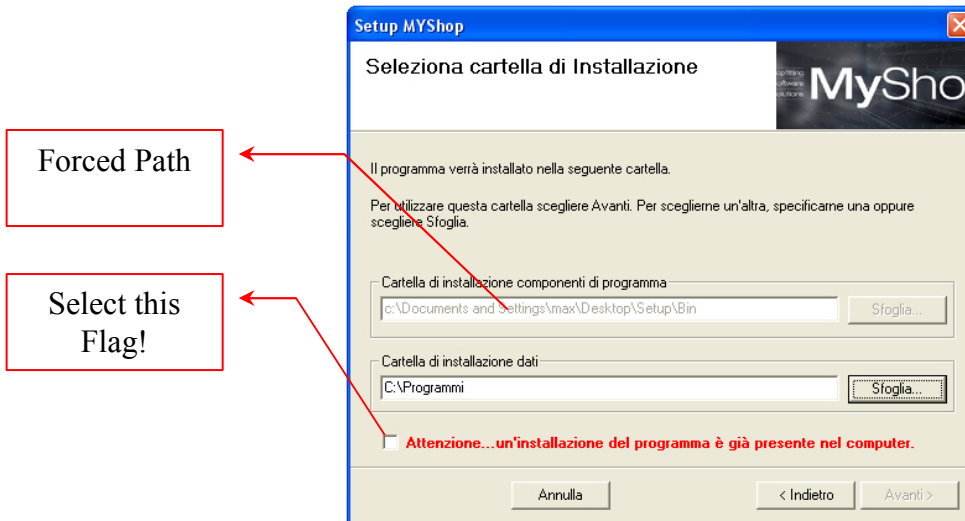 Setup MYShop
Seleziona cartella di Installazione
MySho
Forced Path
Il programma verrà installato nella seguente cartella.
Per utilizzare questa cartella scegliere Avanti. Per sceglierne un'altra, specificarne una oppure
scegliere Sfoglia.
Cartella di installazione componenti di programma
c:\Documents and Settings\max\Desktop\Setup\Bin
Sfoglia...
Select this
Flag!
Cartella di installazione dati
C:\Programmi
Sfoglia...
Attenzione...un'installazione del programma è già presente nel computer.
Annulla
< Indietro
Avanti >